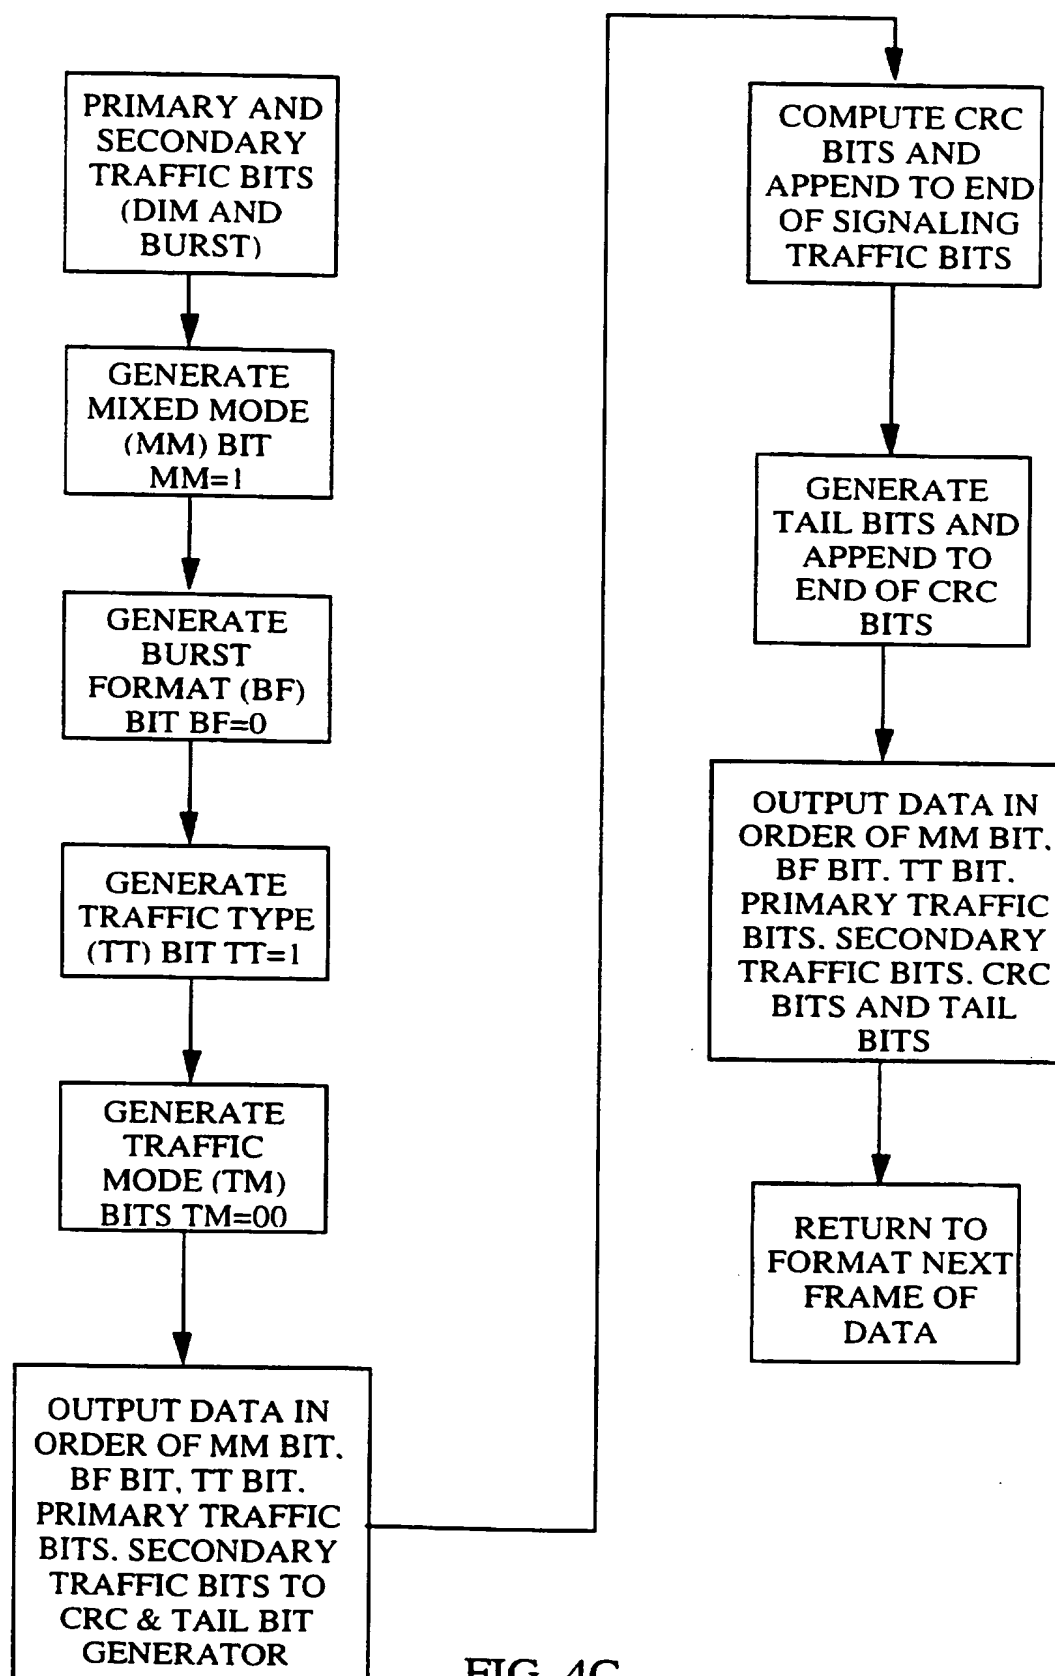 PRIMARY AND
SECONDARY
TRAFFIC BITS
(DIM AND
BURST)
GENERATE
MIXED MODE
(MM) BIT
MM=1
GENERATE
BURST
FORMAT (BF)
BIT BF=0
GENERATE
TRAFFIC TYPE
(TT) BIT TT=1
GENERATE
TRAFFIC
MODE (TM)
BITS TM=00
OUTPUT DATA IN
ORDER OF MM BIT.
BF BIT, TT BIT.
PRIMARY TRAFFIC
BITS. SECONDARY
TRAFFIC BITS TO
CRC & TAIL BIT
GENERATOR
COMPUTE CRC
BITS AND
APPEND TO END
OF SIGNALING
TRAFFIC BITS
GENERATE
TAIL BITS AND
APPEND TO
END OF CRC
BITS
OUTPUT DATA IN
ORDER OF MM BIT.
BF BIT. TT BIT.
PRIMARY TRAFFIC
BITS. SECONDARY
TRAFFIC BITS. CRC
BITS AND TAIL
BITS
RETURN TO
FORMAT NEXT
FRAME OF
DATA
FIG. 4C